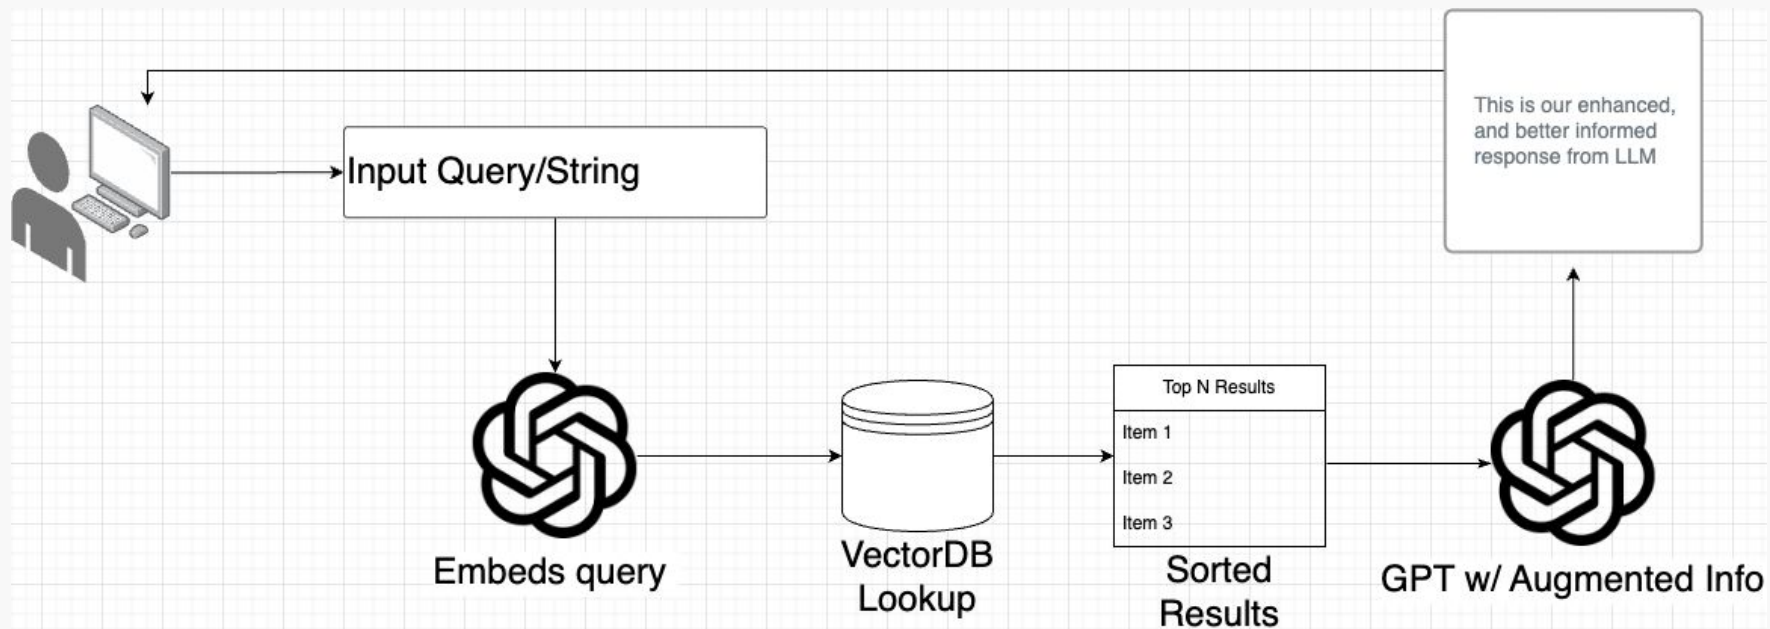 This is our enhanced,
and better informed
response from LLM
Input Query/String
Top N Results
Item 1
Item 2
Item 3
Embeds query
VectorDB
Lookup
Sorted
Results
GPT w/ Augmented Info